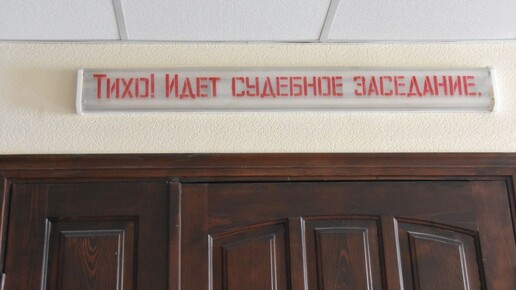 Тихо! Идет судебное заседание.